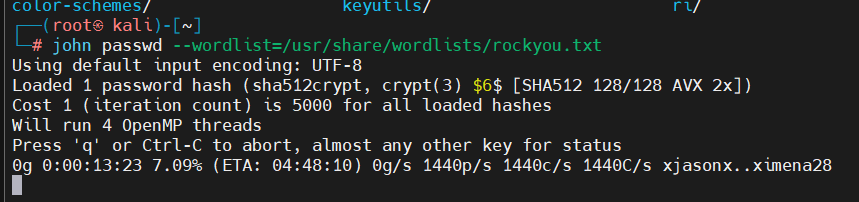 color-schemes/ keyutils/ ri/
┌──(root㉿ kali)-[~]
└─# john passwd --wordlist=/usr/share/wordlists/rockyou.txt
Using default input encoding: UTF-8
Loaded 1 password hash (sha512crypt, crypt(3) $6$ [SHA512 128/128 AVX 2x])
Cost 1 (iteration count) is 5000 for all loaded hashes
Will run 4 OpenMP threads
Press 'q' or Ctrl-C to abort, almost any other key for status
0g 0:00:13:23 7.09% (ETA: 04:48:10) 0g/s 1440p/s 1440c/s 1440C/s xjasonx..ximena28